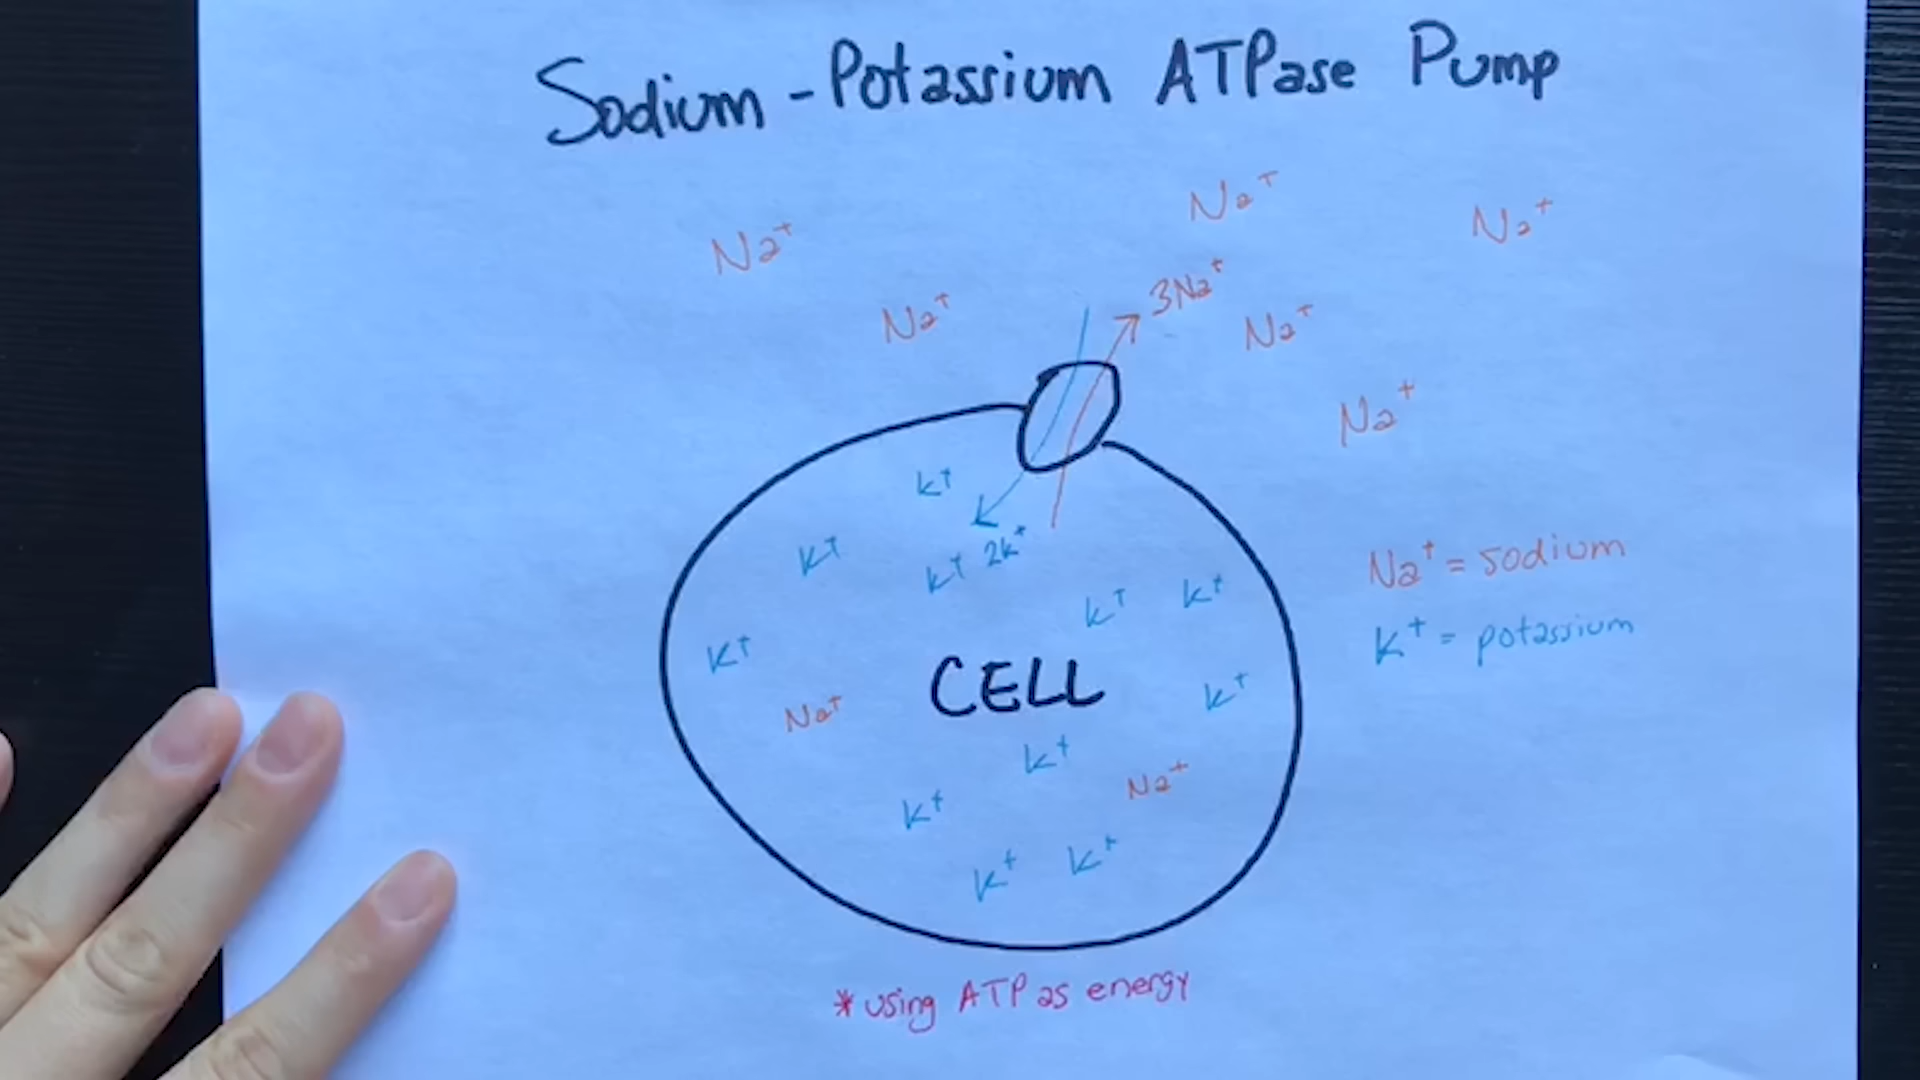 Sodium-Potassium ATPase Pump
Na⁺
Na⁺
Na⁺
Na⁺
3Na⁺
Na⁺
Na⁺
K⁺
K⁺
K⁺ 2K⁺
K⁺
K⁺
K⁺
Na⁺
CELL
K⁺
K⁺
Na⁺
K⁺
K⁺
K⁺
Na⁺ = sodium
K⁺ = potassium
*using ATP as energy